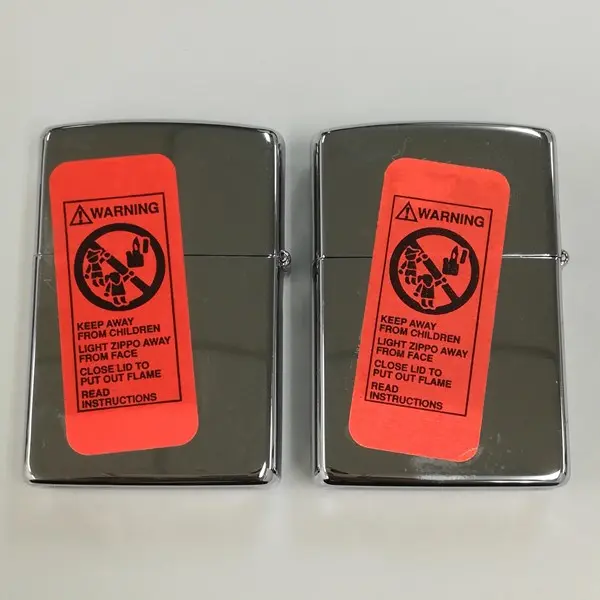 WARNING
KEEP AWAY
FROM CHILDREN
LIGHT ZIPPO AWAY
FROM FACE
CLOSE LID TO
PUT OUT FLAME
READ
INSTRUCTIONS
WARNING
KEEP AWAY
FROM CHILDREN
LIGHT ZIPPO AWAY
FROM FACE
CLOSE LID TO
PUT OUT FLAME
READ
INSTRUCTIONS